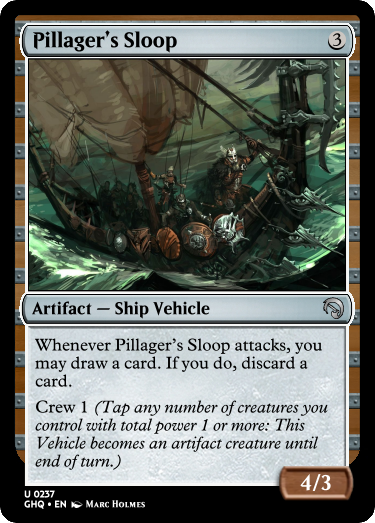 Pillager's Sloop
3
Artifact — Ship Vehicle
Whenever Pillager's Sloop attacks, you
may draw a card. If you do, discard a
card.
Crew 1 (Tap any number of creatures you
control with total power 1 or more: This
Vehicle becomes an artifact creature until
end of turn.)
4/3
U 0237
GHQ • EN Marc Holmes